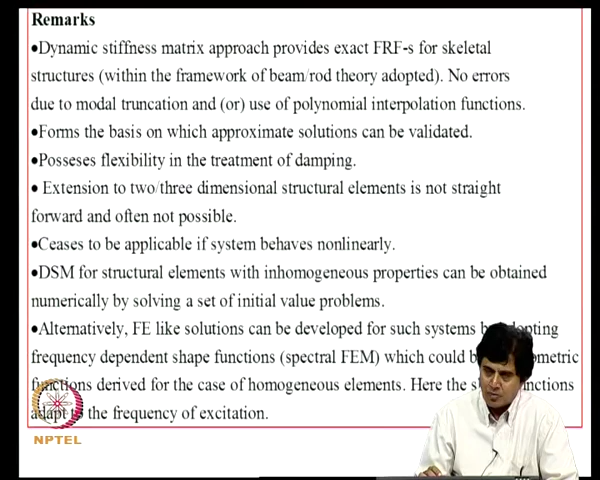 Remarks
•Dynamic stiffness matrix approach provides exact FRF-s for skeletal
structures (within the framework of beam/rod theory adopted). No errors
due to modal truncation and (or) use of polynomial interpolation functions.
•Forms the basis on which approximate solutions can be validated.
•Posseses flexibility in the treatment of damping.
• Extension to two/three dimensional structural elements is not straight
forward and often not possible.
•Ceases to be applicable if system behaves nonlinearly.
•DSM for structural elements with inhomogeneous properties can be obtained
numerically by solving a set of initial value problems.
•Alternatively, FE like solutions can be developed for such systems
frequency dependent shape functions (spectral FEM) which could
functions derived for the case of homogeneous elements. Here the
to the frequency of excitation.
NPTEL